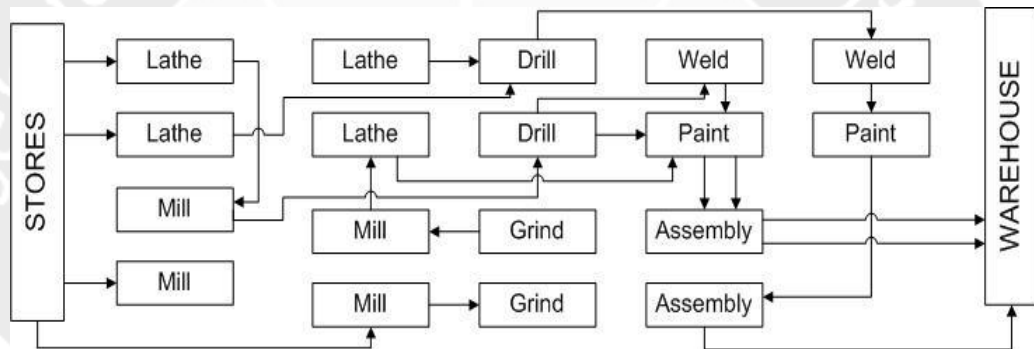 STORES
Lathe
Lathe
Drill
Weld
Weld
Lathe
Lathe
Drill
Paint
Paint
Mill
Mill
Grind
Assembly
Mill
Mill
Grind
Assembly
WAREHOUSE